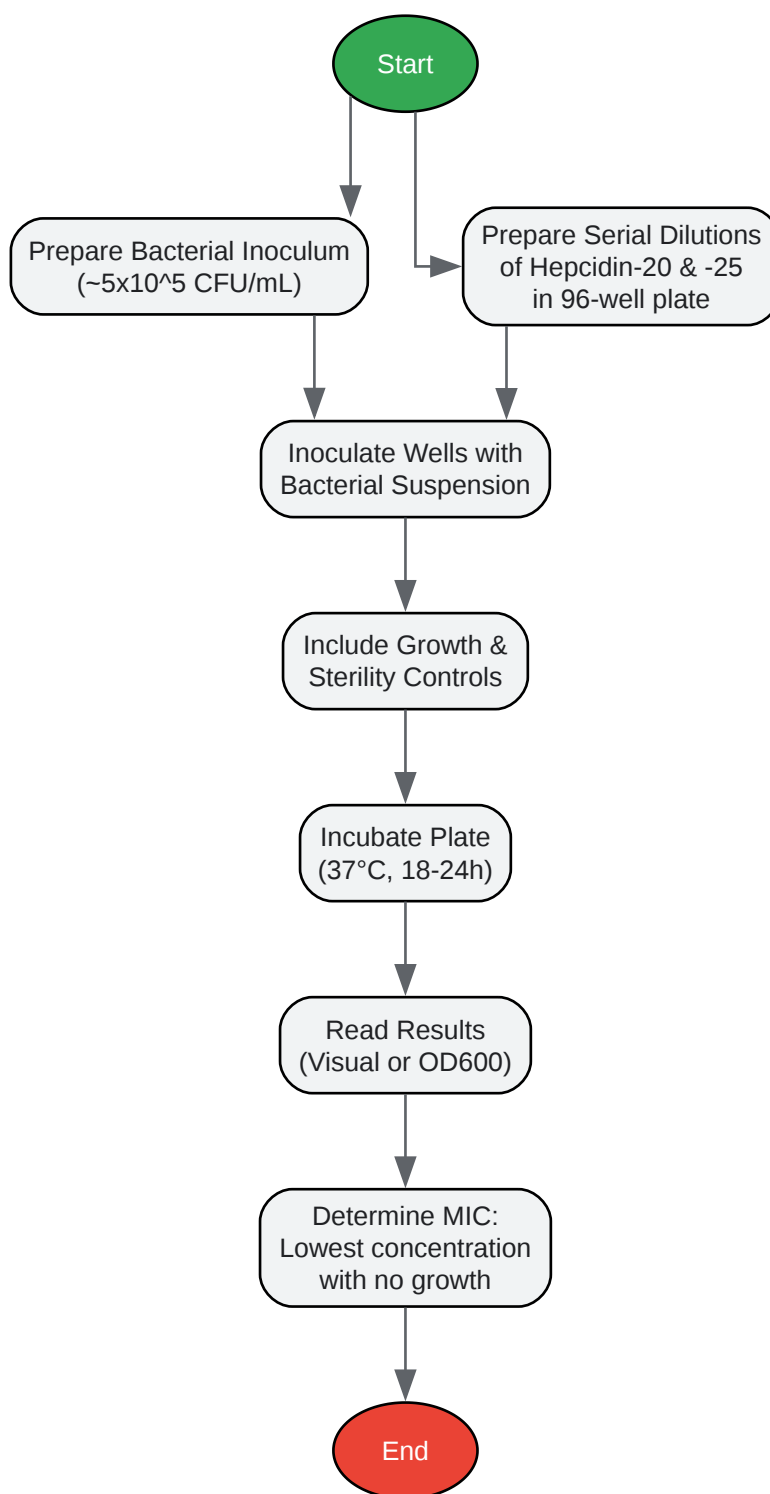 Start
Prepare Bacterial Inoculum
(~5x10^5 CFU/mL)
Prepare Serial Dilutions
of Hepcidin-20 & -25
in 96-well plate
Inoculate Wells with
Bacterial Suspension
Include Growth &
Sterility Controls
Incubate Plate
(37°C, 18-24h)
Read Results
(Visual or OD600)
Determine MIC:
Lowest concentration
with no growth
End